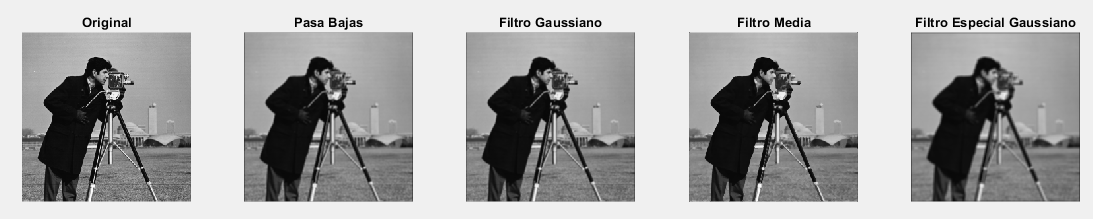 Original
Pasa Bajas
Filtro Gaussiano
Filtro Media
Filtro Especial Gaussiano